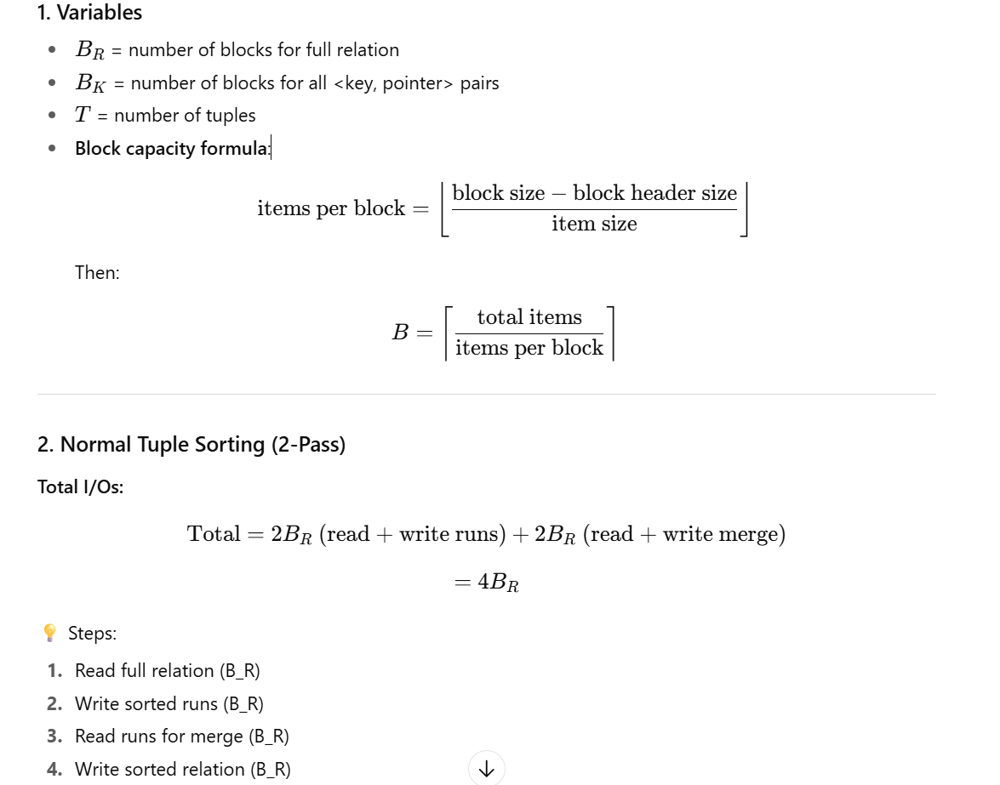 1. Variables
• B_R = number of blocks for full relation
• B_K = number of blocks for all <key, pointer> pairs
• T = number of tuples
• Block capacity formula:
items per block = ⌊(block size − block header size) / (item size)⌋
Then:
B = ⌈(total items) / (items per block)⌉
2. Normal Tuple Sorting (2-Pass)
Total I/Os:
Total = 2B_R (read + write runs) + 2B_R (read + write merge)
= 4B_R
💡 Steps:
1. Read full relation (B_R)
2. Write sorted runs (B_R)
3. Read runs for merge (B_R)
4. Write sorted relation (B_R)